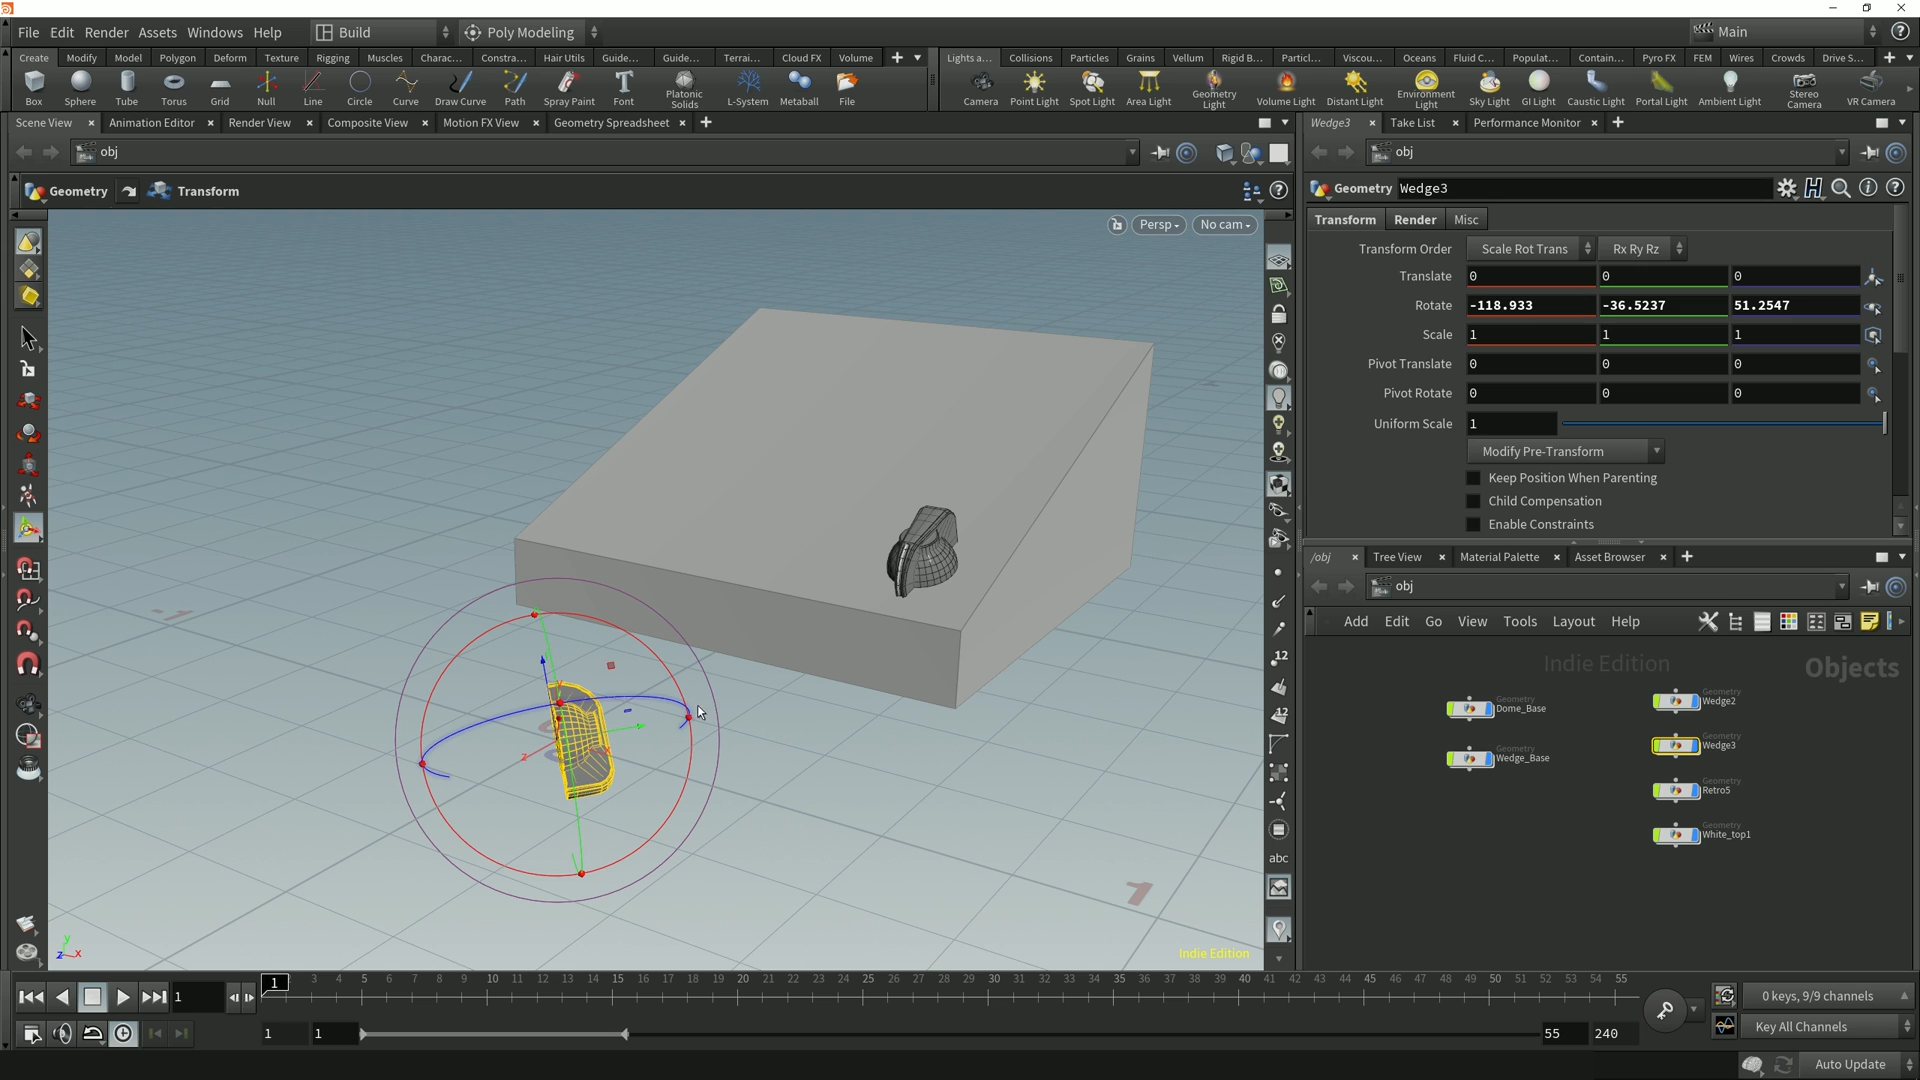 File Edit Render Assets Windows Help Build Poly Modeling Main
Create Modify Model Polygon Deform Texture Rigging Muscles Charac... Constra... Hair Utils Guide... Guide... Terrai... Cloud FX Volume
Lights a... Collisions Particles Grains Vellum Rigid B... Particl... Viscou... Oceans Fluid C... Populat... Contain... Pyro FX FEM Wires Crowds Drive S...
Box Sphere Tube Torus Grid Null Line Circle Curve Draw Curve Path Spray Paint Font Platonic Solids L-System Metaball File
Camera Point Light Spot Light Area Light Geometry Light Volume Light Distant Light Environment Light Sky Light GI Light Caustic Light Portal Light Ambient Light Stereo Camera VR Camera
Scene View Animation Editor Render View Composite View Motion FX View Geometry Spreadsheet
Wedge3 Take List Performance Monitor
obj
obj
Geometry Transform
Geometry Wedge3
Persp No cam
Transform Render Misc
Transform Order Scale Rot Trans Rx Ry Rz
Translate 0 0 0
Rotate -118.933 -36.5237 51.2547
Scale 1 1 1
Pivot Translate 0 0 0
Pivot Rotate 0 0 0
Uniform Scale 1
Modify Pre-Transform
Keep Position When Parenting
Child Compensation
Enable Constraints
/obj Tree View Material Palette Asset Browser
obj
Add Edit Go View Tools Layout Help
Indie Edition Objects
Geometry
Dome_Base
Geometry
Wedge_Base
Geometry
Wedge2
Geometry
Wedge3
Geometry
Retro5
Geometry
White_top1
12
12
abc
z
x
y
z x
1
Indie Edition
1 3 4 5 6 7 8 9 10 11 12 13 14 15 16 17 18 19 20 21 22 23 24 25 26 27 28 29 30 31 32 33 34 35 36 37 38 39 40 41 42 43 44 45 46 47 48 49 50 51 52 53 54 55
1
0 keys, 9/9 channels
1 1 55 240
Key All Channels
Auto Update